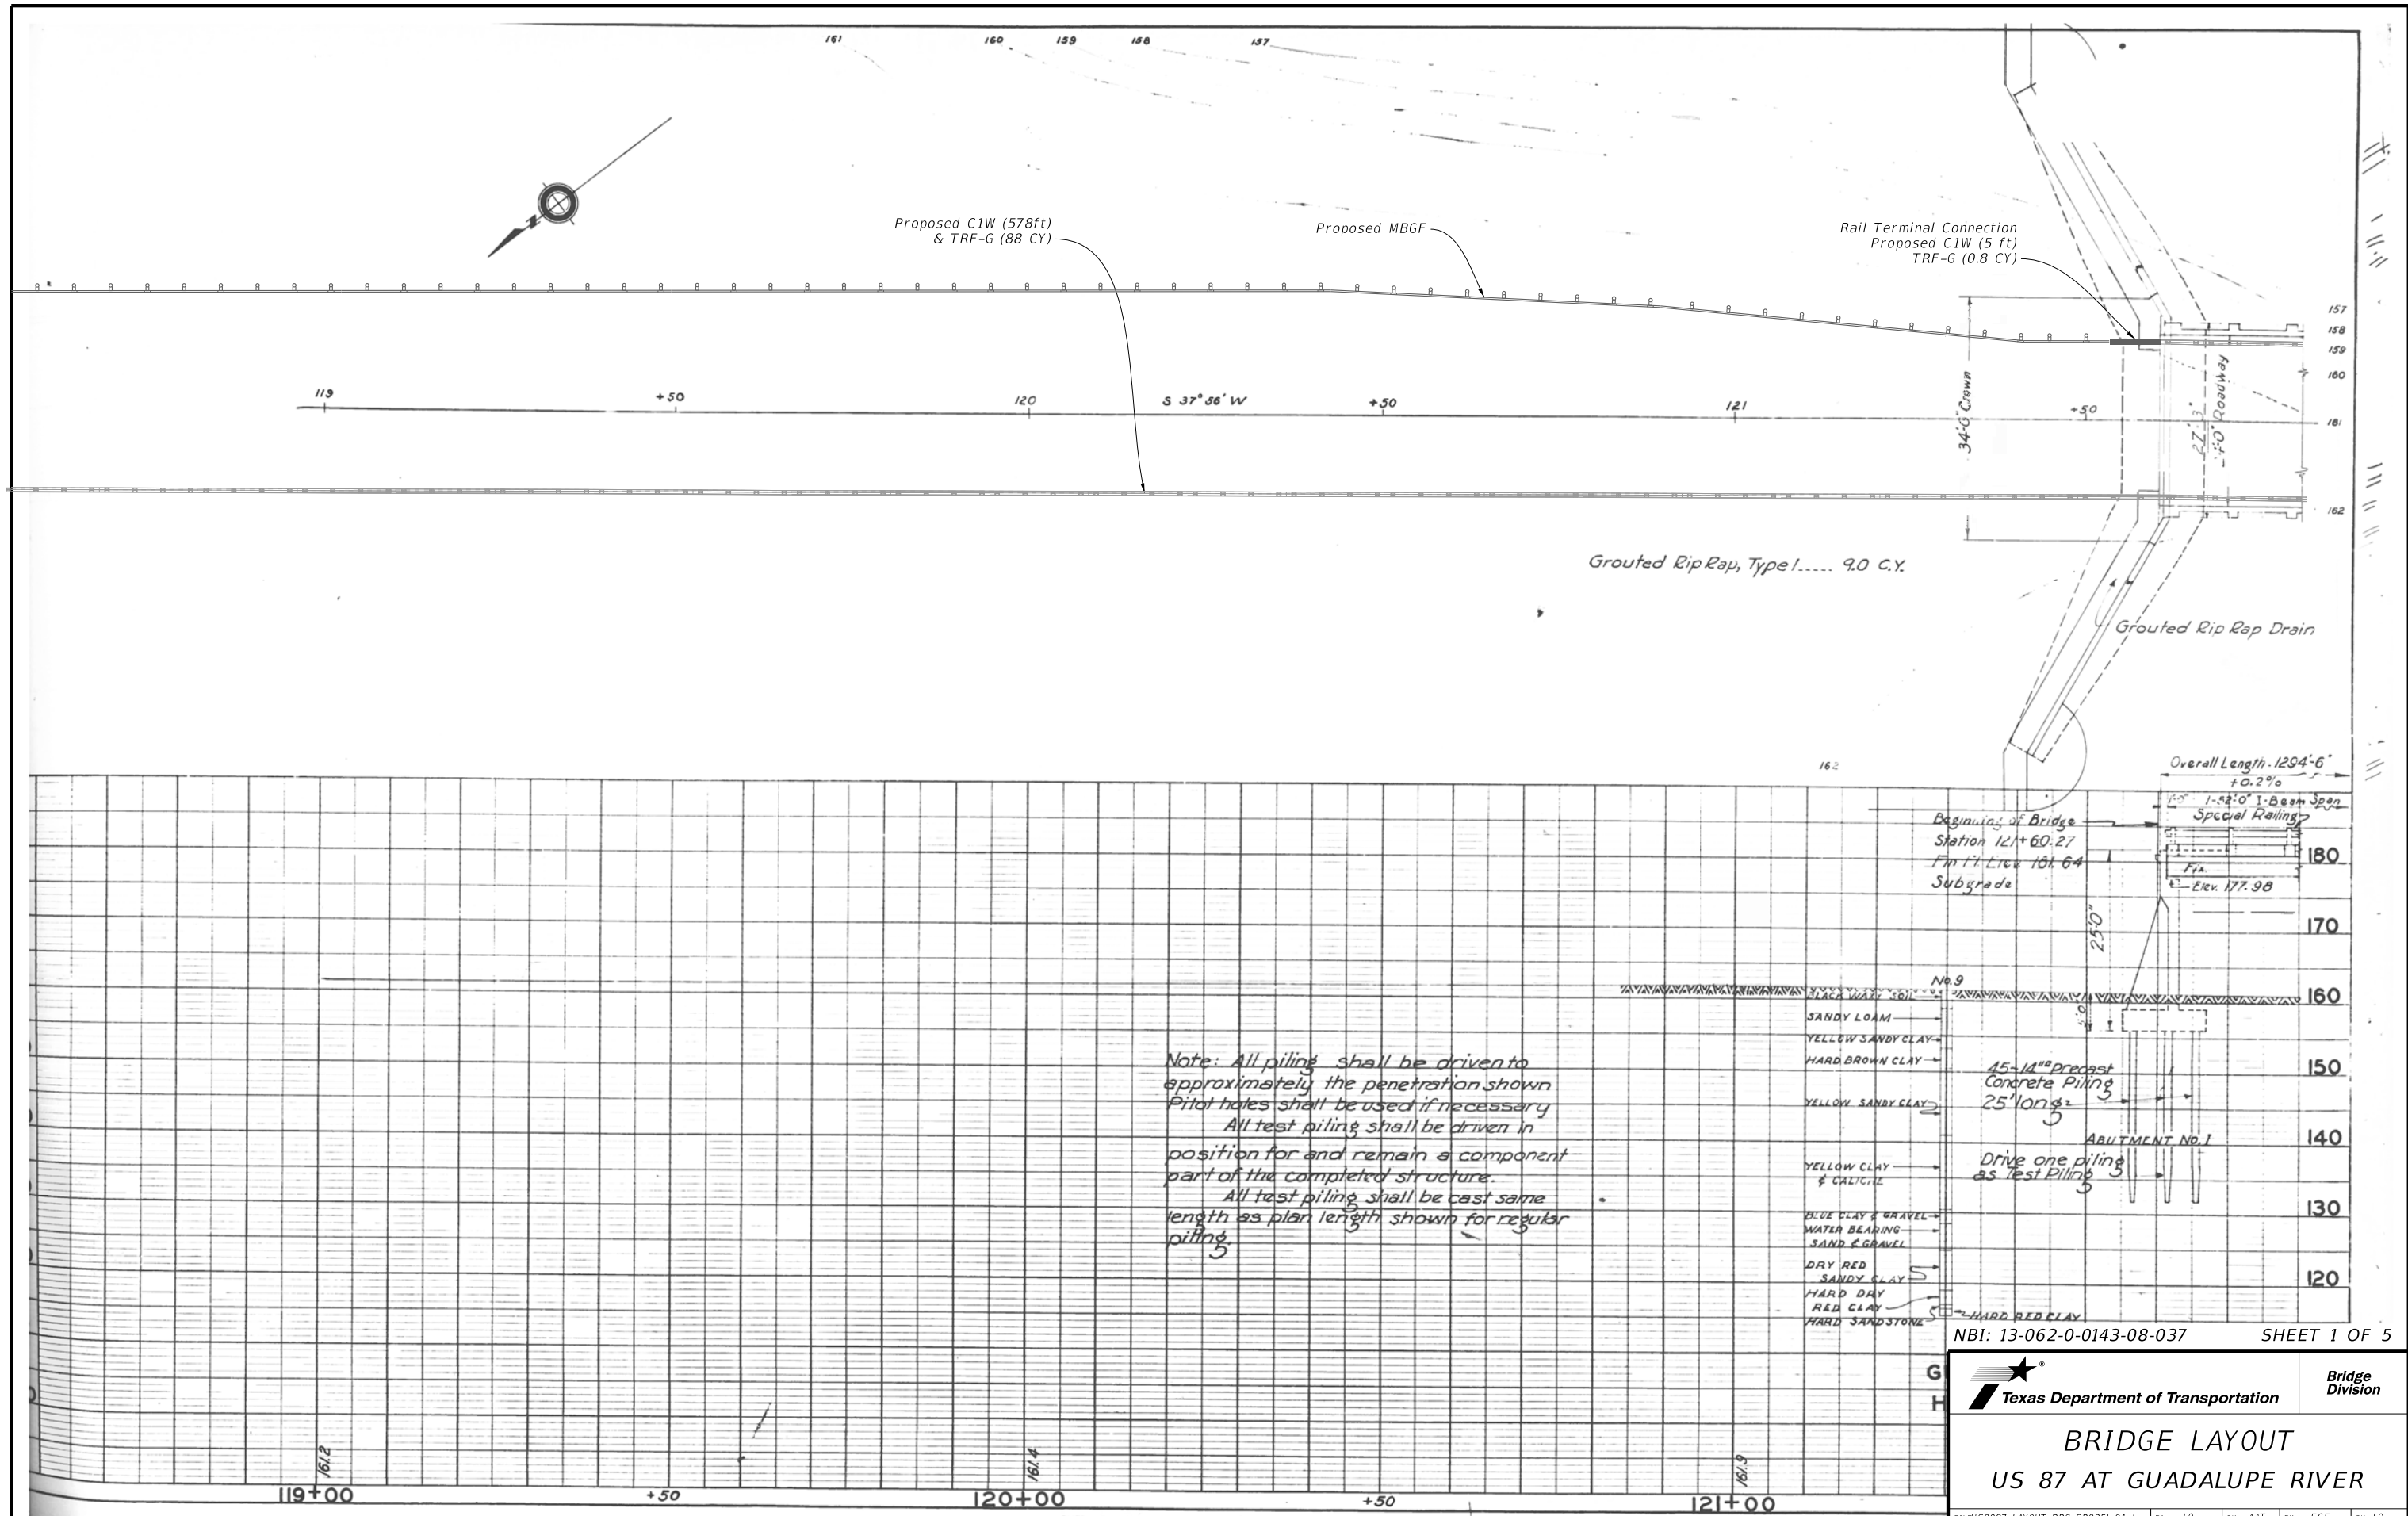 161 160 159 158 157
Proposed C1W (578ft)
& TRF-G (88 CY)
Proposed MBGF
Rail Terminal Connection
Proposed C1W (5 ft)
TRF-G (0.8 CY)
N
157
158
159
160
161
162
119 +50 120 S 37° 56' W +50 121 +50
34'-0" Crown
27'-3"
Roadway
Grouted Rip Rap, Type 1..... 9.0 C.Y.
Grouted Rip Rap Drain
162
Overall Length - 1294'-6"
+0.2%
I-Beam Span
Special Railing
Beginning of Bridge
Station 121+60.27
181.64
Subgrade
Fix.
Elev. 177.98
25'-0"
180
170
160
150
140
130
120
No. 9
BLACK WAXY SOIL
SANDY LOAM
YELLOW SANDY CLAY
HARD BROWN CLAY
YELLOW SANDY CLAY
YELLOW CLAY
& CALICHE
BLUE CLAY & GRAVEL
WATER BEARING
SAND & GRAVEL
DRY RED
SANDY CLAY
HARD DRY
RED CLAY
HARD SANDSTONE
HARD RED CLAY
45-14"□ Precast
Concrete Piling
25' long
ABUTMENT No. 1
Drive one piling
as Test Piling
Note: All piling shall be driven to
approximately the penetration shown
Pilot holes shall be used if necessary
All test piling shall be driven in
position for and remain a component
part of the completed structure.
All test piling shall be cast same
length as plan length shown for regular
piling.
161.2 161.4 161.9
119+00 +50 120+00 +50 121+00
NBI: 13-062-0-0143-08-037 SHEET 1 OF 5
G
H
Texas Department of Transportation
Bridge
Division
BRIDGE LAYOUT
US 87 AT GUADALUPE RIVER